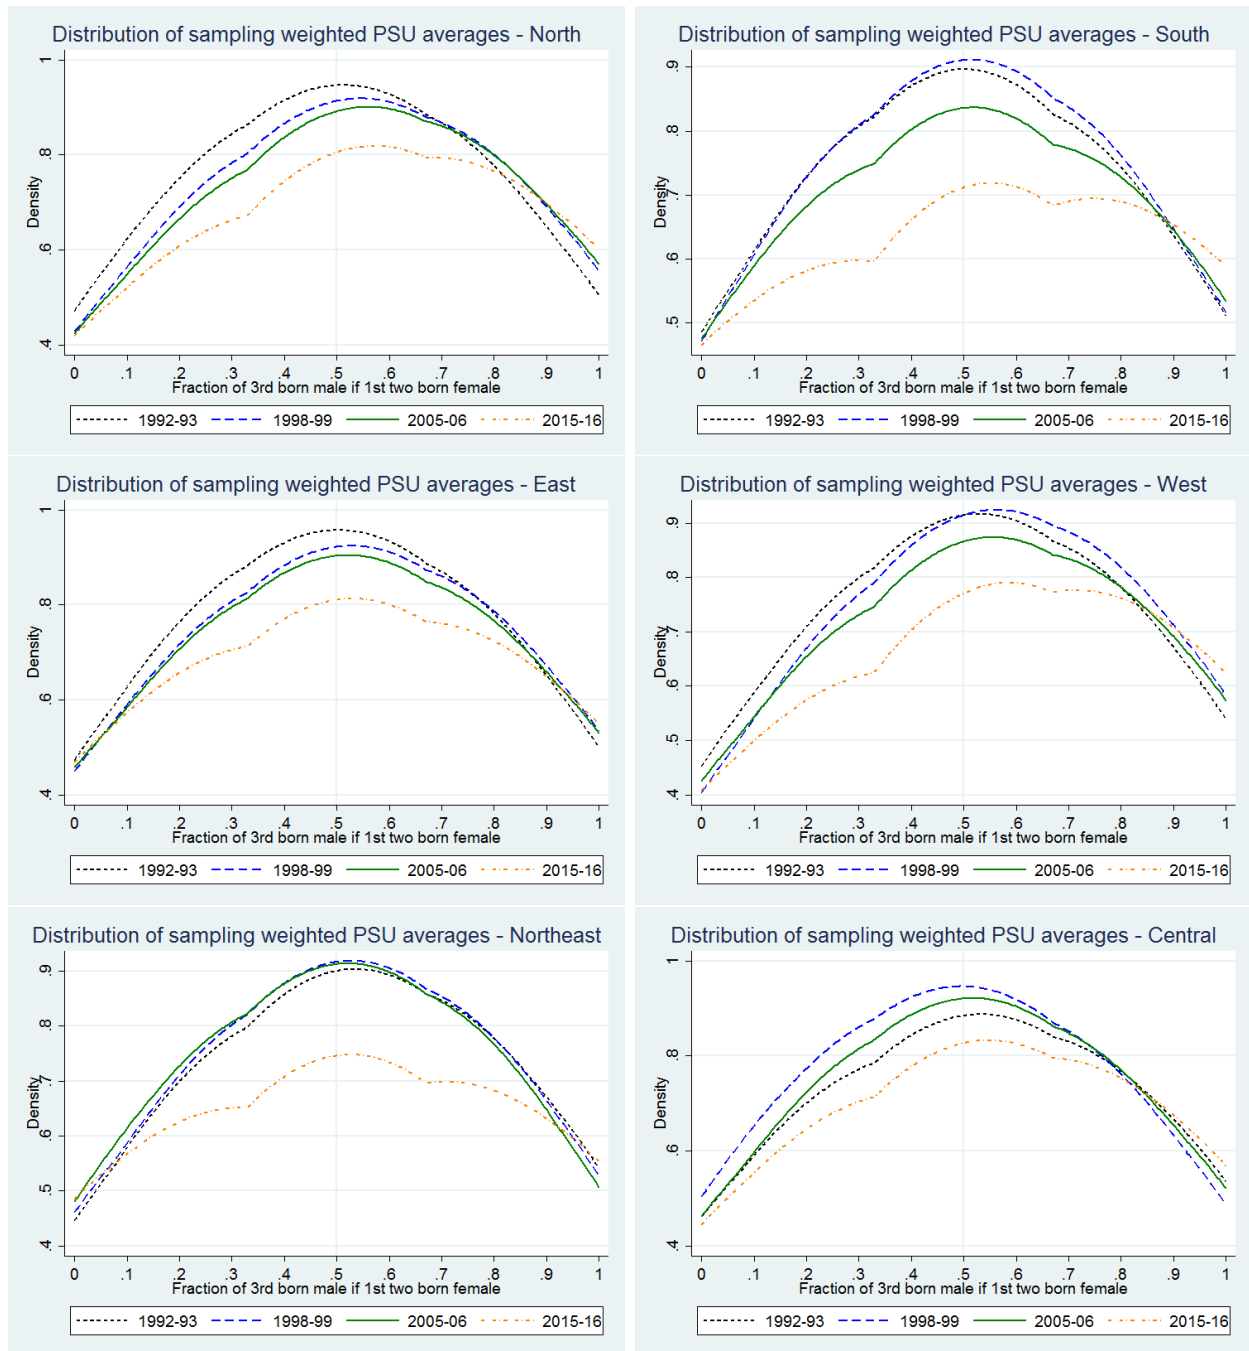 Distribution of sampling weighted PSU averages - North
Density
1
.8
.6
.4
0 .1 .2 .3 .4 .5 .6 .7 .8 .9 1
Fraction of 3rd born male if 1st two born female
1992-93 1998-99 2005-06 2015-16
Distribution of sampling weighted PSU averages - South
Density
.9
.8
.7
.6
.5
0 .1 .2 .3 .4 .5 .6 .7 .8 .9 1
Fraction of 3rd born male if 1st two born female
1992-93 1998-99 2005-06 2015-16
Distribution of sampling weighted PSU averages - East
Density
1
.8
.6
.4
0 .1 .2 .3 .4 .5 .6 .7 .8 .9 1
Fraction of 3rd born male if 1st two born female
1992-93 1998-99 2005-06 2015-16
Distribution of sampling weighted PSU averages - West
Density
.9
.8
.7
.6
.5
.4
0 .1 .2 .3 .4 .5 .6 .7 .8 .9 1
Fraction of 3rd born male if 1st two born female
1992-93 1998-99 2005-06 2015-16
Distribution of sampling weighted PSU averages - Northeast
Density
.9
.8
.7
.6
.5
.4
0 .1 .2 .3 .4 .5 .6 .7 .8 .9 1
Fraction of 3rd born male if 1st two born female
1992-93 1998-99 2005-06 2015-16
Distribution of sampling weighted PSU averages - Central
Density
1
.8
.6
.4
0 .1 .2 .3 .4 .5 .6 .7 .8 .9 1
Fraction of 3rd born male if 1st two born female
1992-93 1998-99 2005-06 2015-16